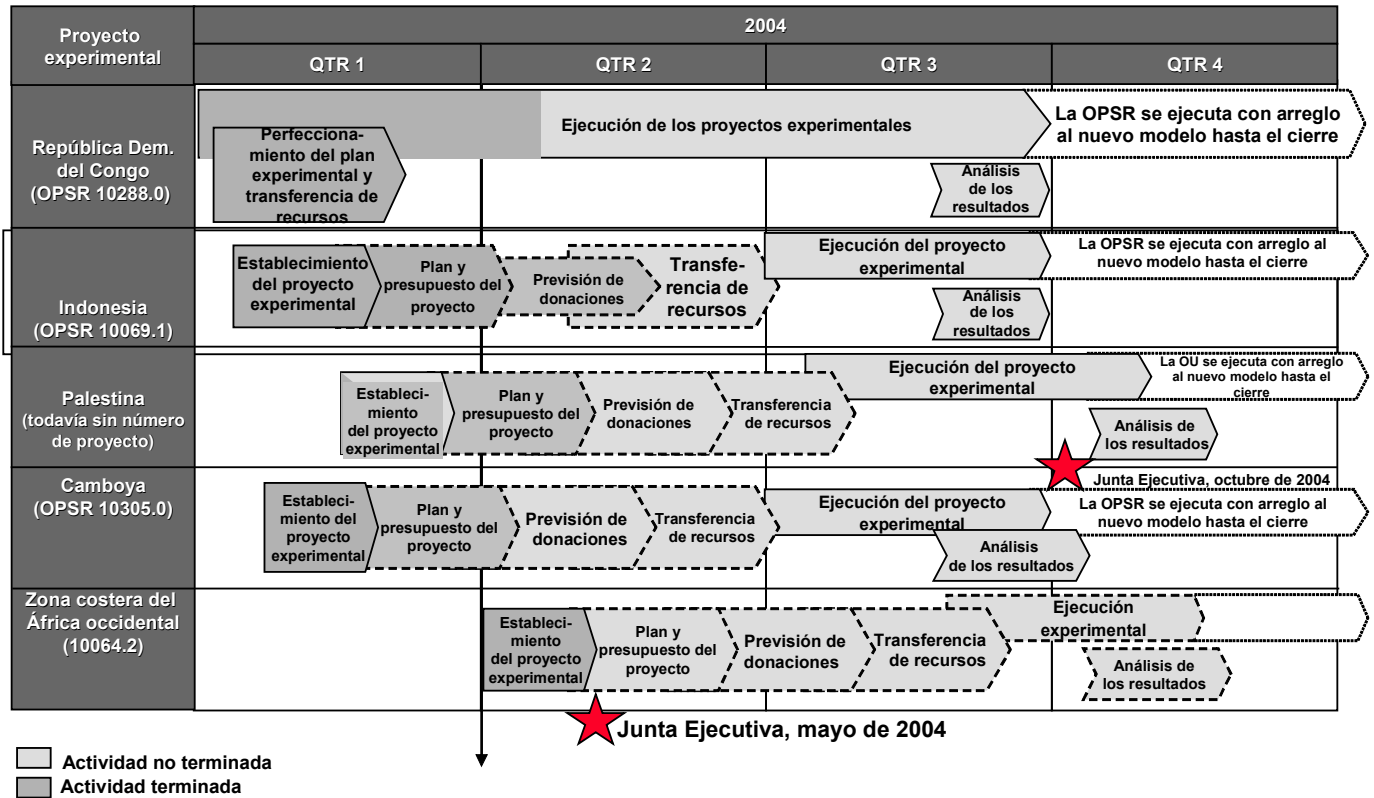 Proyecto
experimental
2004
QTR 1
QTR 2
QTR 3
QTR 4
República Dem.
del Congo
(OPSR 10288.0)
Perfecciona-
miento del plan
experimental y
transferencia de
recursos
Ejecución de los proyectos experimentales
La OPSR se ejecuta con arreglo
al nuevo modelo hasta el cierre
Análisis
de los
resultados
Indonesia
(OPSR 10069.1)
Establecimiento
del proyecto
experimental
Plan y
presupuesto del
proyecto
Previsión de
donaciones
Transfe-
rencia de
recursos
Ejecución del proyecto
experimental
La OPSR se ejecuta con arreglo al
nuevo modelo hasta el cierre
Análisis
de los
resultados
Palestina
(todavía sin número
de proyecto)
Estableci-
miento
del proyecto
experimental
Plan y
presupuesto del
proyecto
Previsión de
donaciones
Transferencia
de recursos
Ejecución del proyecto
experimental
La OU se ejecuta con arreglo
al nuevo modelo hasta el
cierre
Análisis de
los resultados
Junta Ejecutiva, octubre de 2004
Camboya
(OPSR 10305.0)
Estableci-
miento del
proyecto
experimental
Plan y
presupuesto del
proyecto
Previsión de
donaciones
Transferencia
de recursos
Ejecución del proyecto
experimental
La OPSR se ejecuta con arreglo al
nuevo modelo hasta el cierre
Análisis
de los resultados
Zona costera del
África occidental
(10064.2)
Estableci-
miento
del proyecto
experimental
Plan y
presupuesto del
proyecto
Previsión de
donaciones
Transferencia
de recursos
Ejecución
experimental
Análisis de
los resultados
Junta Ejecutiva, mayo de 2004
Actividad no terminada
Actividad terminada